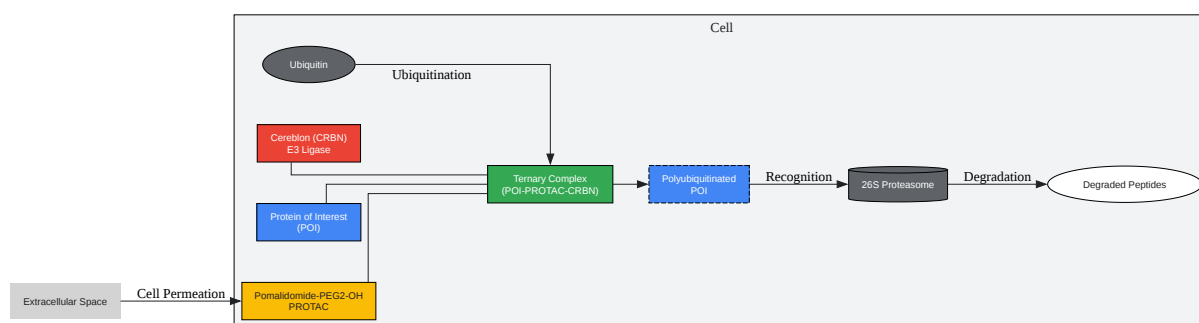 Cell
Ubiquitin
Ubiquitination
Cereblon (CRBN)
E3 Ligase
Ternary Complex
(POI-PROTAC-CRBN)
Polyubiquitinated
POI
Recognition
26S Proteasome
Degradation
Degraded Peptides
Protein of Interest
(POI)
Extracellular Space
Cell Permeation
Pomalidomide-PEG2-OH
PROTAC